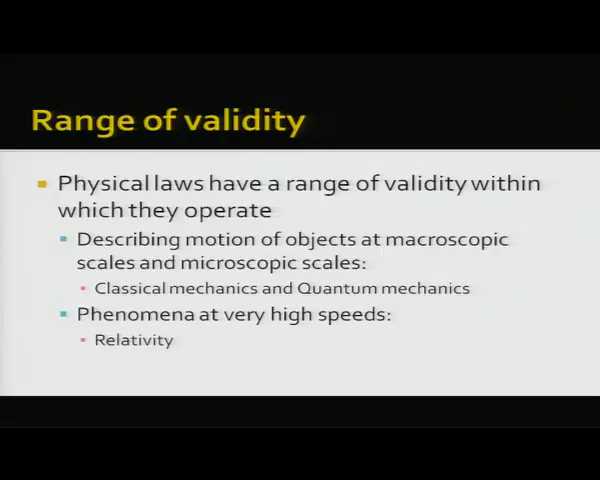 Range of validity
Physical laws have a range of validity within
which they operate
Describing motion of objects at macroscopic
scales and microscopic scales:
Classical mechanics and Quantum mechanics
Phenomena at very high speeds:
Relativity